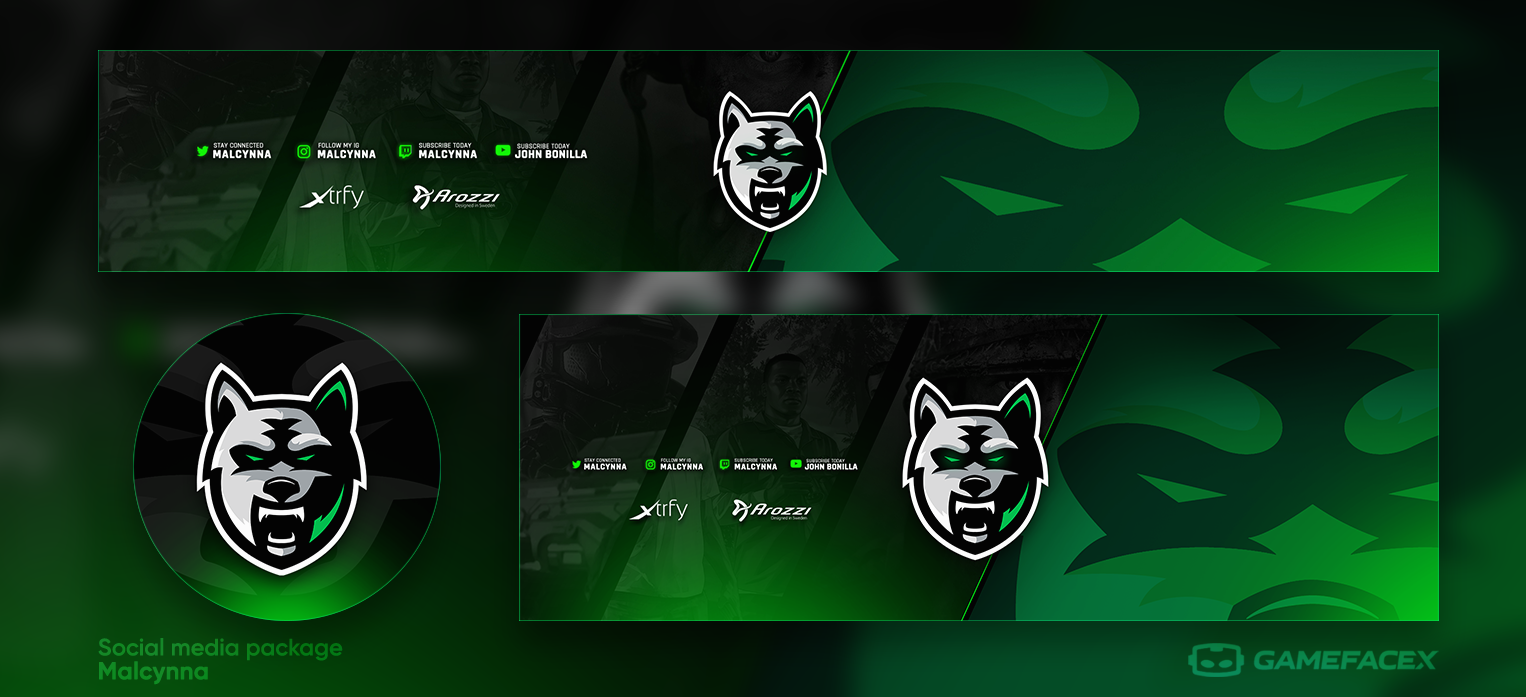 STAY CONNECTED
MALCYNNA
FOLLOW MY IG
MALCYNNA
SUBSCRIBE TODAY
MALCYNNA
SUBSCRIBE TODAY
JOHN BONILLA
xtrfy
Arozzi
Designed in Sweden
STAY CONNECTED
MALCYNNA
FOLLOW MY IG
MALCYNNA
SUBSCRIBE TODAY
MALCYNNA
SUBSCRIBE TODAY
JOHN BONILLA
xtrfy
Arozzi
Designed in Sweden
Social media package
Malcynna
GAMEFACEX